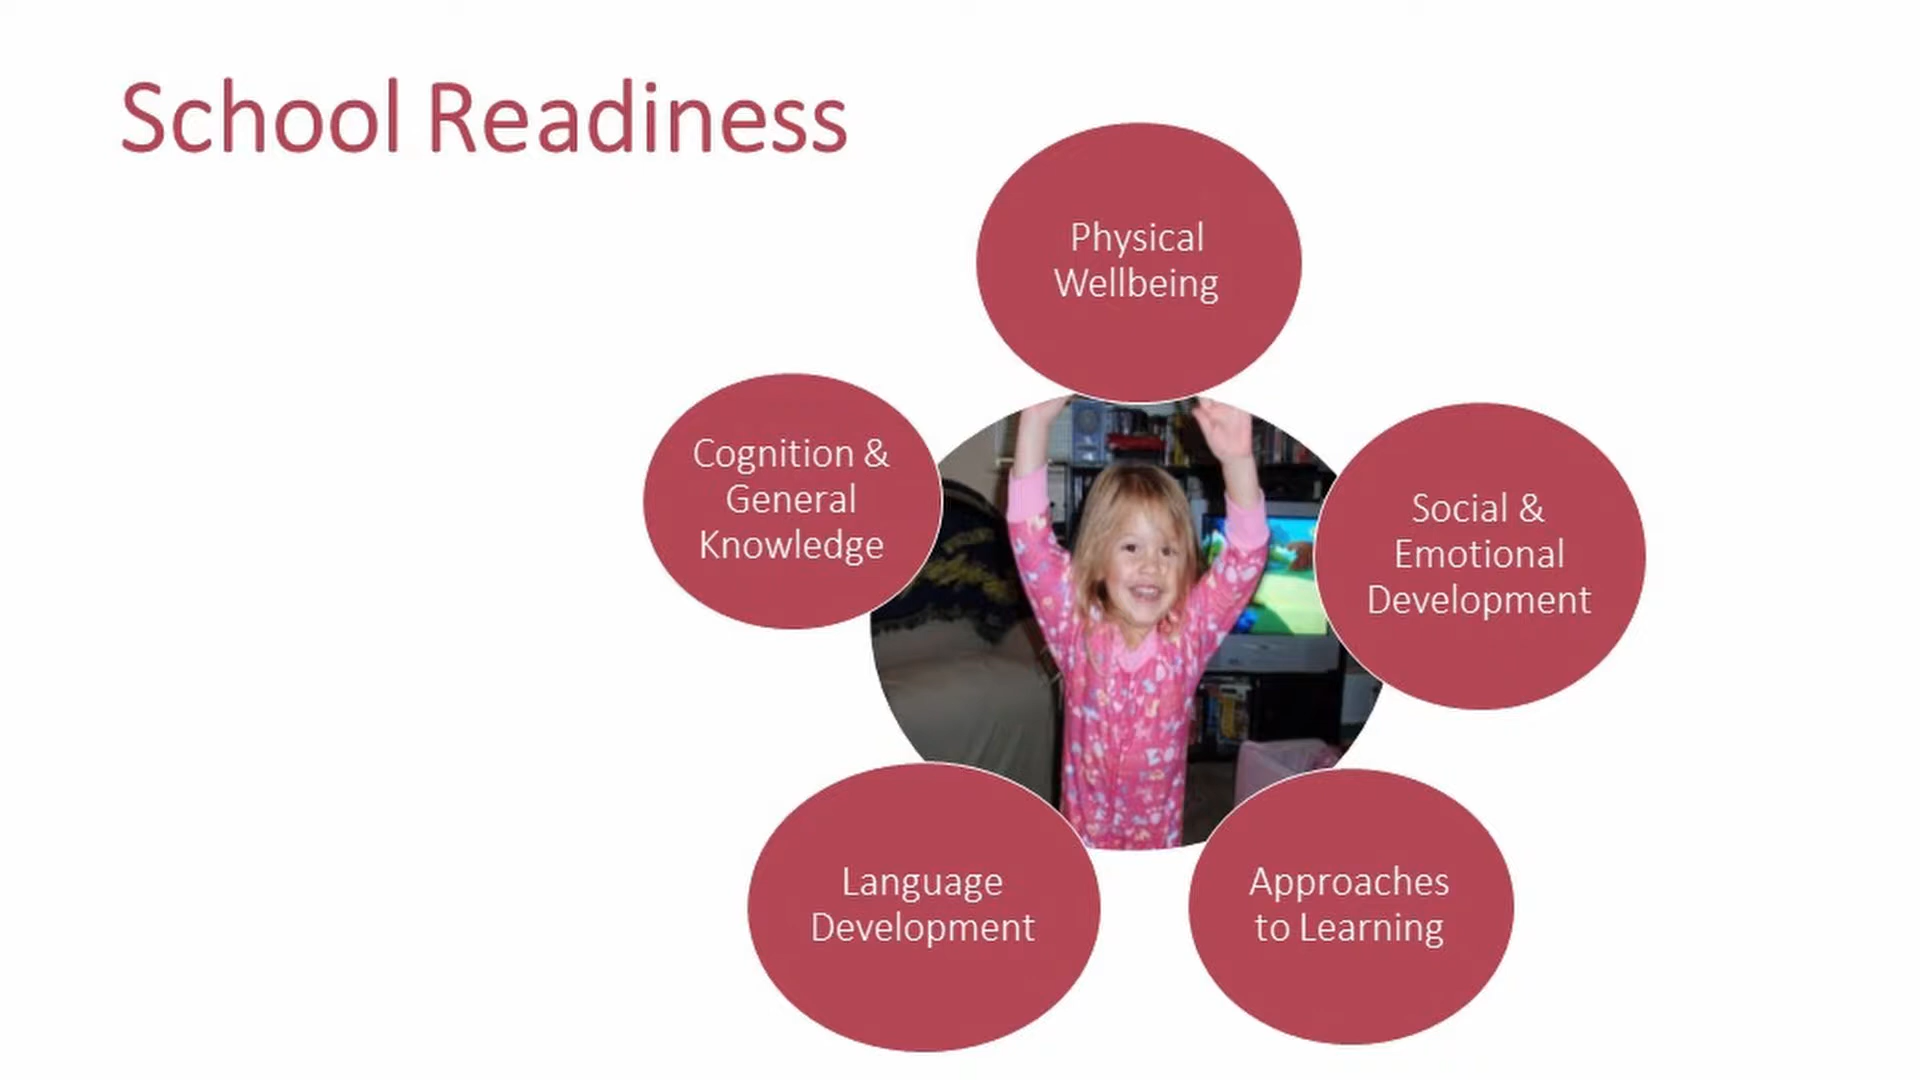 School Readiness
Physical
Wellbeing
Social &
Emotional
Development
Approaches
to Learning
Language
Development
Cognition &
General
Knowledge